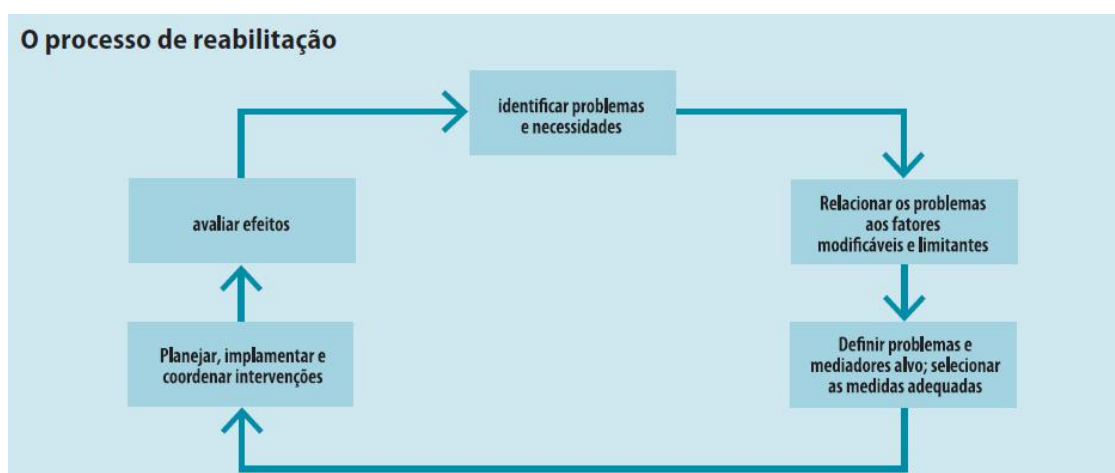 O processo de reabilitação
identificar problemas
e necessidades
Relacionar os problemas
aos fatores
modificáveis e limitantes
Definir problemas e
mediadores alvo; selecionar
as medidas adequadas
Planejar, implamentar e
coordenar intervenções
avaliar efeitos